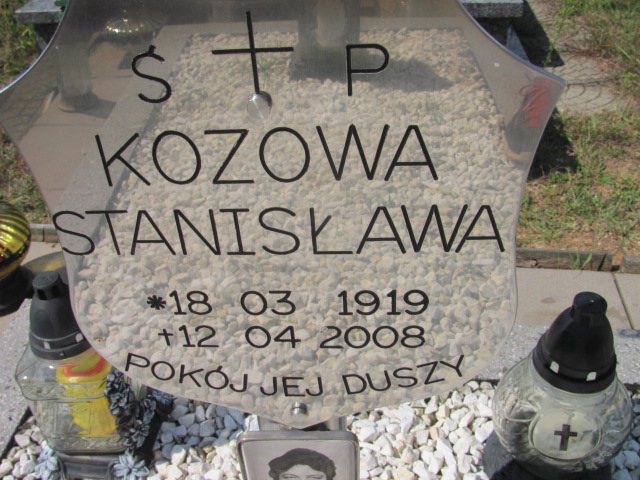 Ś P
KOZOWA
STANISŁAWA
*18 03 1919
+12 04 2008
POKÓJ JEJ DUSZY